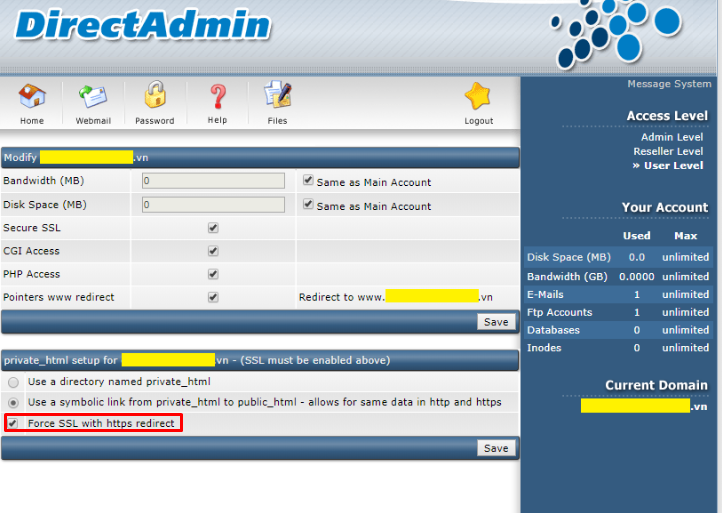 DirectAdmin
Home
Webmail
Password
Help
Files
Logout
Message System
Access Level
Admin Level
Reseller Level
» User Level
Modify .vn
Bandwidth (MB) 0 Same as Main Account
Disk Space (MB) 0 Same as Main Account
Secure SSL
CGI Access
PHP Access
Pointers www redirect Redirect to www. .vn
Save
private_html setup for vn - (SSL must be enabled above)
Use a directory named private_html
Use a symbolic link from private_html to public_html - allows for same data in http and https
Force SSL with https redirect
Save
Your Account
Used Max
Disk Space (MB) 0.0 unlimited
Bandwidth (GB) 0.0000 unlimited
E-Mails 1 unlimited
Ftp Accounts 1 unlimited
Databases 0 unlimited
Inodes 0 unlimited
Current Domain
.vn